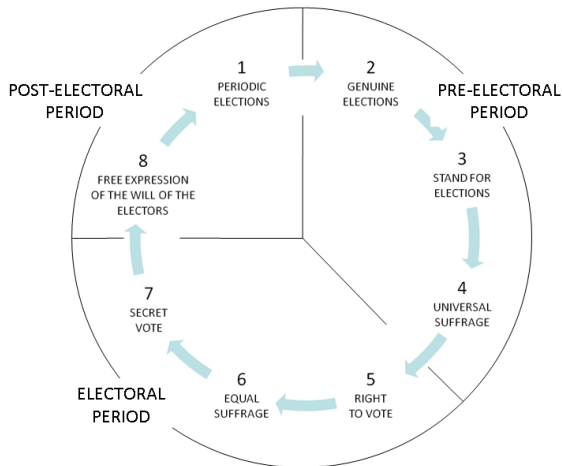 1
PERIODIC
ELECTIONS
2
GENUINE
ELECTIONS
POST-ELECTORAL
PERIOD
PRE-ELECTORAL
PERIOD
3
STAND FOR
ELECTIONS
8
FREE EXPRESSION
OF THE WILL OF THE
ELECTORS
4
UNIVERSAL
SUFFRAGE
7
SECRET
VOTE
6
EQUAL
SUFFRAGE
5
RIGHT
TO VOTE
ELECTORAL
PERIOD